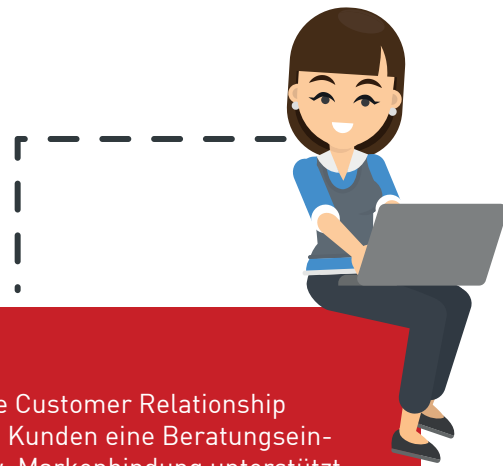 e Customer Relationship
Kunden eine Beratungsein-
Markenbindung unterstützt